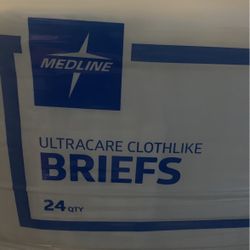 MEDLINE
ULTRACARE CLOTHLIKE
BRIEFS
24 QTY